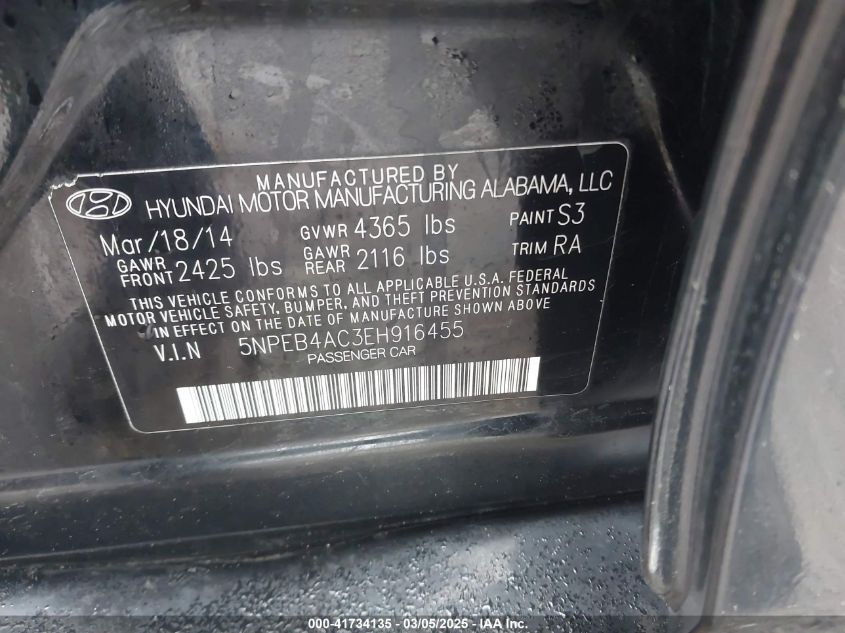 MANUFACTURED BY
HYUNDAI MOTOR MANUFACTURING ALABAMA, LLC
Mar/18/14 GVWR 4365 lbs PAINT S3
GAWR FRONT 2425 lbs GAWR REAR 2116 lbs TRIM RA
THIS VEHICLE CONFORMS TO ALL APPLICABLE U.S.A. FEDERAL
MOTOR VEHICLE SAFETY, BUMPER, AND THEFT PREVENTION STANDARDS
IN EFFECT ON THE DATE OF MANUFACTURE SHOWN ABOVE
V.I.N 5NPEB4AC3EH916455
PASSENGER CAR
000-41734135 - 03/05/2025 - IAA Inc.